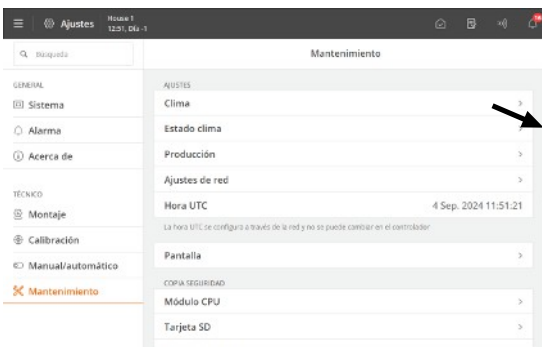 Ajustes
House 1
12:51, Día -1
Búsqueda
GENERAL
Sistema
Alarma
Acerca de
TÉCNICO
Montaje
Calibración
Manual/automático
Mantenimiento
Mantenimiento
AJUSTES
Clima
Estado clima
Producción
Ajustes de red
Hora UTC 4 Sep. 2024 11:51:21
La hora UTC se configura a través de la red y no se puede cambiar en el controlador
Pantalla
COPIA SEGURIDAD
Módulo CPU
Tarjeta SD